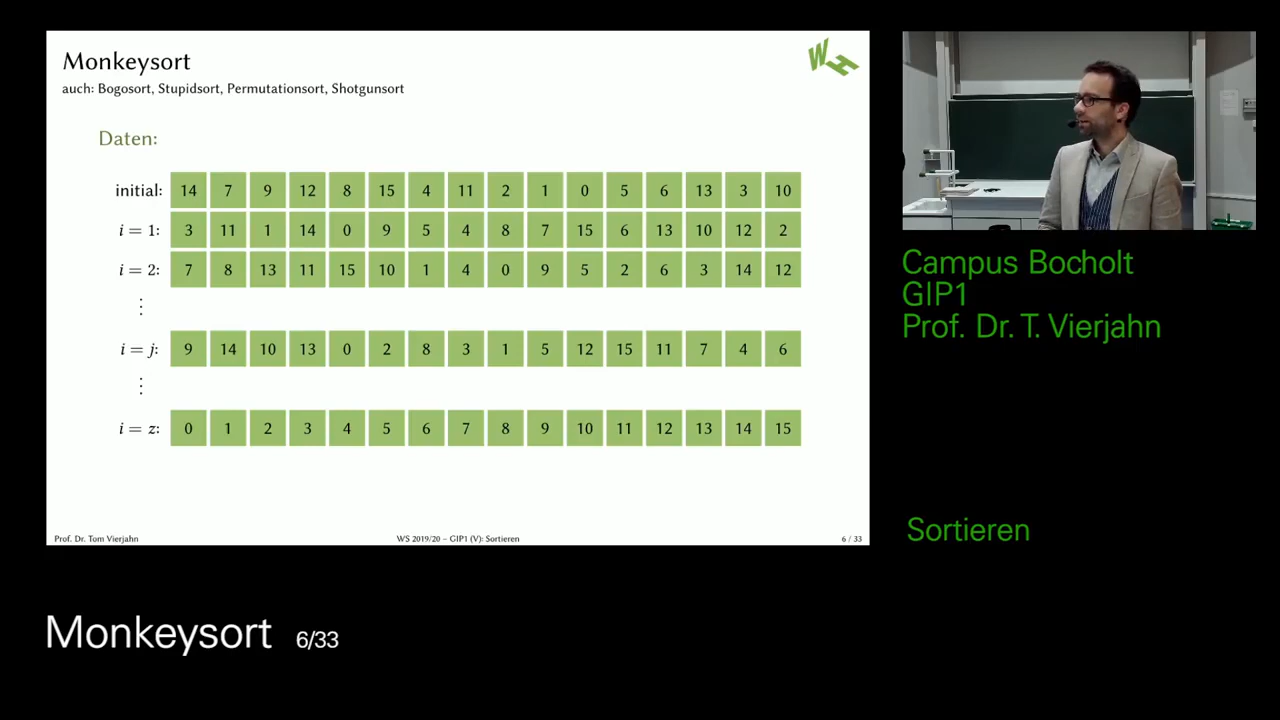 Monkeysort
auch: Bogosort, Stupidsort, Permutationsort, Shotgunsort
WH
Daten:
initial: 14 7 9 12 8 15 4 11 2 1 0 5 6 13 3 10
i = 1: 3 11 1 14 0 9 5 4 8 7 15 6 13 10 12 2
i = 2: 7 8 13 11 15 10 1 4 0 9 5 2 6 3 14 12
⋮
i = j: 9 14 10 13 0 2 8 3 1 5 12 15 11 7 4 6
⋮
i = z: 0 1 2 3 4 5 6 7 8 9 10 11 12 13 14 15
Prof. Dr. Tom Vierjahn WS 2019/20 – GIP1 (V): Sortieren 6 / 33
Campus Bocholt
GIP1
Prof. Dr. T. Vierjahn
Sortieren
Monkeysort 6/33